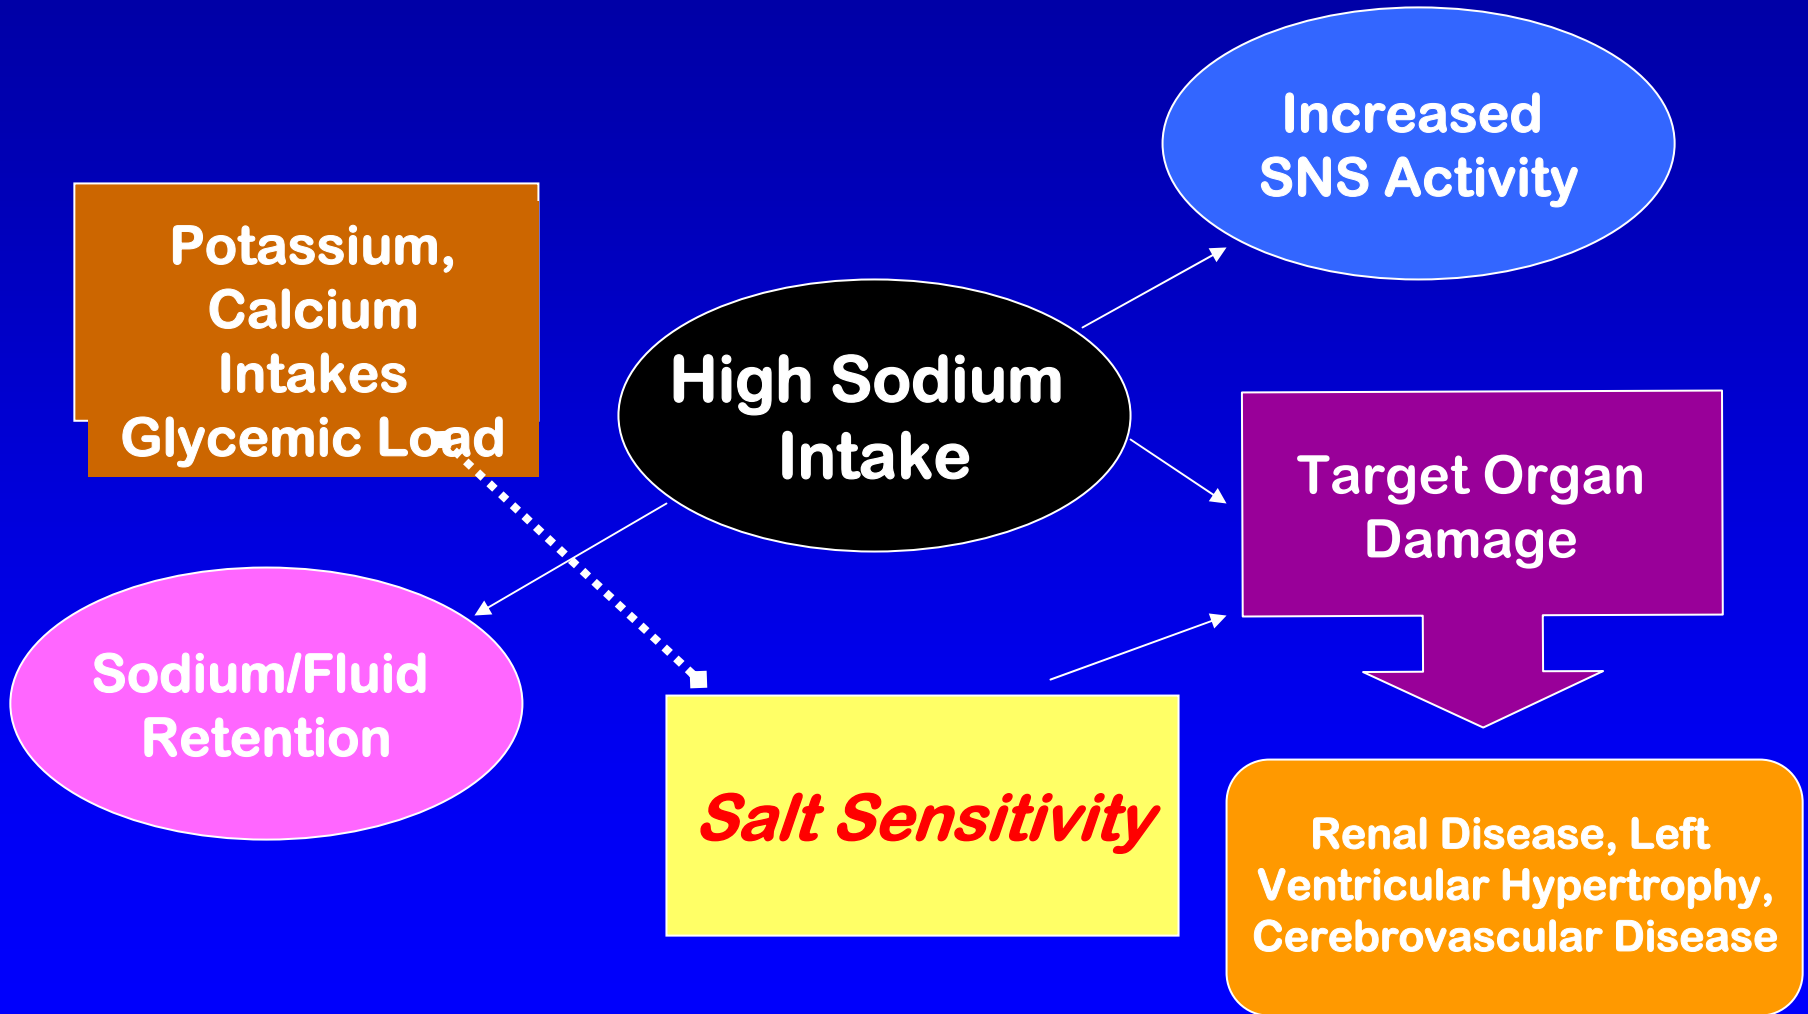 Increased
SNS Activity
Potassium,
Calcium
Intakes
Glycemic Load
High Sodium
Intake
Target Organ
Damage
Sodium/Fluid
Retention
Salt Sensitivity
Renal Disease, Left
Ventricular Hypertrophy,
Cerebrovascular Disease